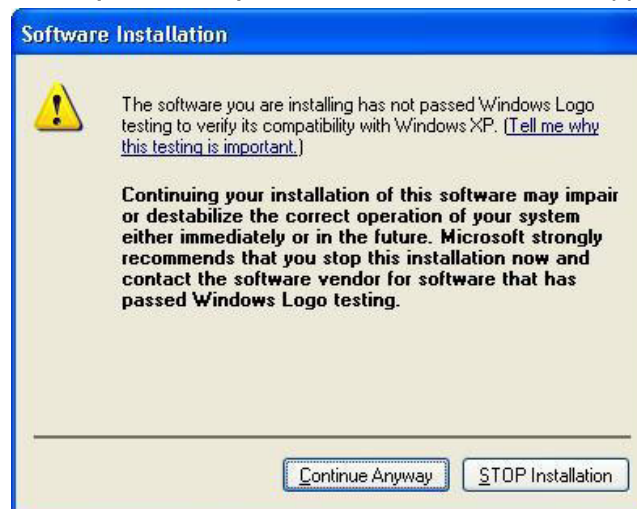 Software Installation
The software you are installing has not passed Windows Logo
testing to verify its compatibility with Windows XP. (Tell me why
this testing is important.)
Continuing your installation of this software may impair
or destabilize the correct operation of your system
either immediately or in the future. Microsoft strongly
recommends that you stop this installation now and
contact the software vendor for software that has
passed Windows Logo testing.
Continue Anyway STOP Installation